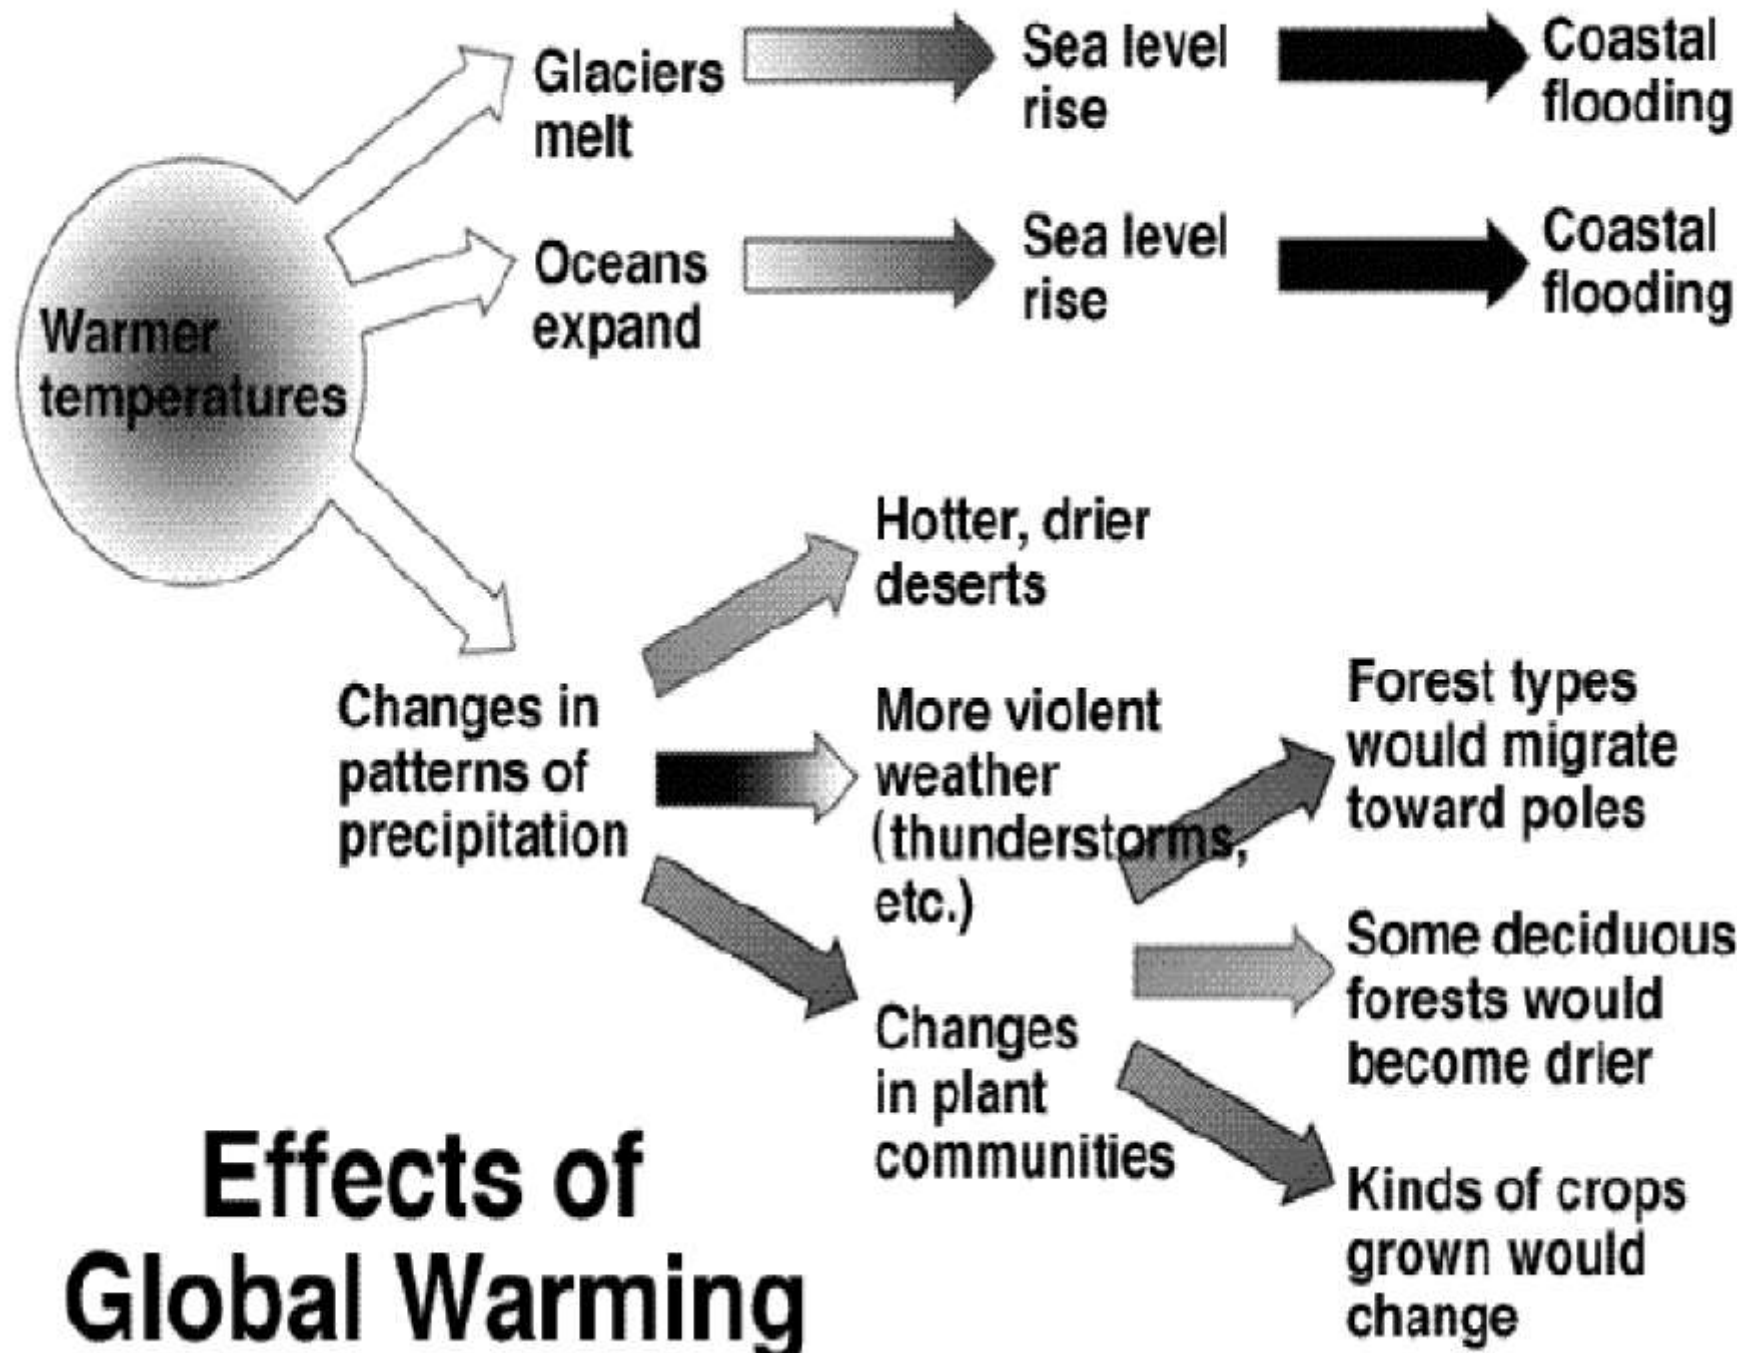 Glaciers
melt
Sea level
rise
Coastal
flooding
Warmer
temperatures
Oceans
expand
Sea level
rise
Coastal
flooding
Changes in
patterns of
precipitation
Hotter, drier
deserts
More violent
weather
(thunderstorms,
etc.)
Changes
in plant
communities
Forest types
would migrate
toward poles
Some deciduous
forests would
become drier
Kinds of crops
grown would
change
Effects of
Global Warming